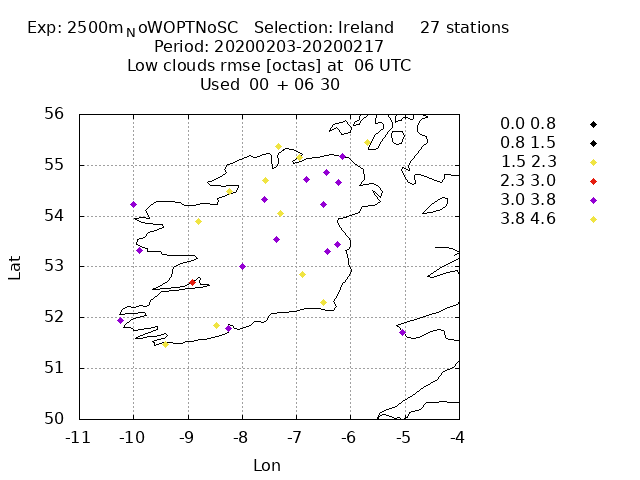 Exp: 2500m N oWOPTNoSC   Selection: Ireland     27 stations
Period: 20200203-20200217
Low clouds rmse [octas] at  06 UTC
Used  00 + 06 30
56
55
54
53
52
51
50
-11 -10 -9 -8 -7 -6 -5 -4
Lat
Lon
0.0 0.8
0.8 1.5
1.5 2.3
2.3 3.0
3.0 3.8
3.8 4.6